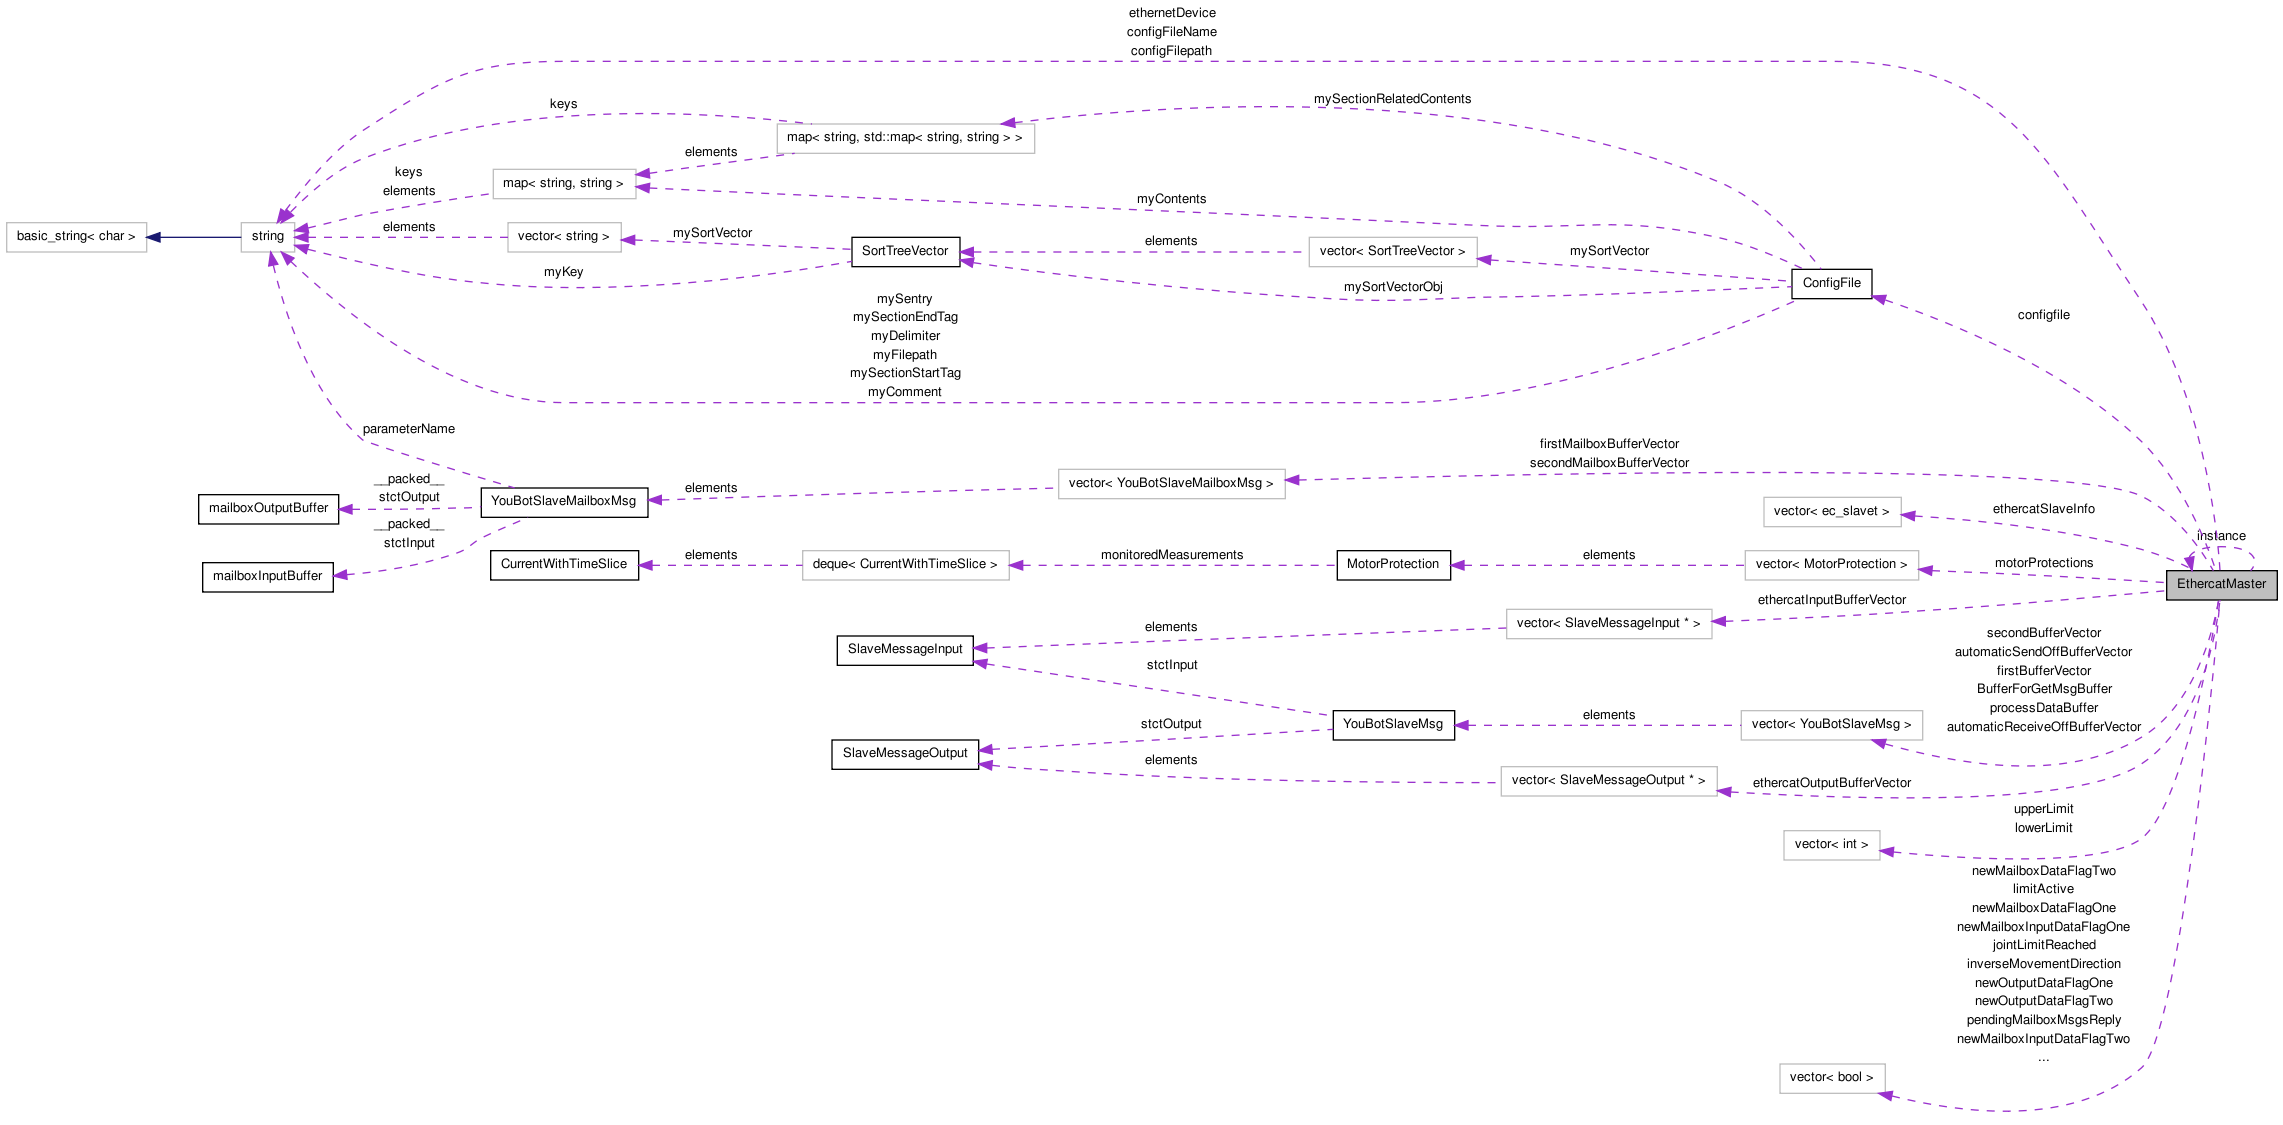 ethernetDevice
configFileName
configFilepath
keys
mySectionRelatedContents
map< string, std::map< string, string > >
elements
keys
elements
map< string, string >
myContents
basic_string< char >
string
elements
vector< string >
mySortVector
SortTreeVector
elements
vector< SortTreeVector >
mySortVector
myKey
mySortVectorObj
ConfigFile
configfile
mySentry
mySectionEndTag
myDelimiter
myFilepath
mySectionStartTag
myComment
parameterName
firstMailboxBufferVector
secondMailboxBufferVector
__packed__
stctOutput
mailboxOutputBuffer
YouBotSlaveMailboxMsg
elements
vector< YouBotSlaveMailboxMsg >
vector< ec_slavet >
ethercatSlaveInfo
__packed__
stctInput
mailboxInputBuffer
instance
CurrentWithTimeSlice
elements
deque< CurrentWithTimeSlice >
monitoredMeasurements
MotorProtection
elements
vector< MotorProtection >
motorProtections
EthercatMaster
ethercatInputBufferVector
vector< SlaveMessageInput * >
elements
SlaveMessageInput
stctInput
secondBufferVector
automaticSendOffBufferVector
firstBufferVector
BufferForGetMsgBuffer
processDataBuffer
automaticReceiveOffBufferVector
YouBotSlaveMsg
elements
vector< YouBotSlaveMsg >
stctOutput
SlaveMessageOutput
elements
vector< SlaveMessageOutput * >
ethercatOutputBufferVector
upperLimit
lowerLimit
vector< int >
newMailboxDataFlagTwo
limitActive
newMailboxDataFlagOne
newMailboxInputDataFlagOne
jointLimitReached
inverseMovementDirection
newOutputDataFlagOne
newOutputDataFlagTwo
pendingMailboxMsgsReply
newMailboxInputDataFlagTwo
...
vector< bool >